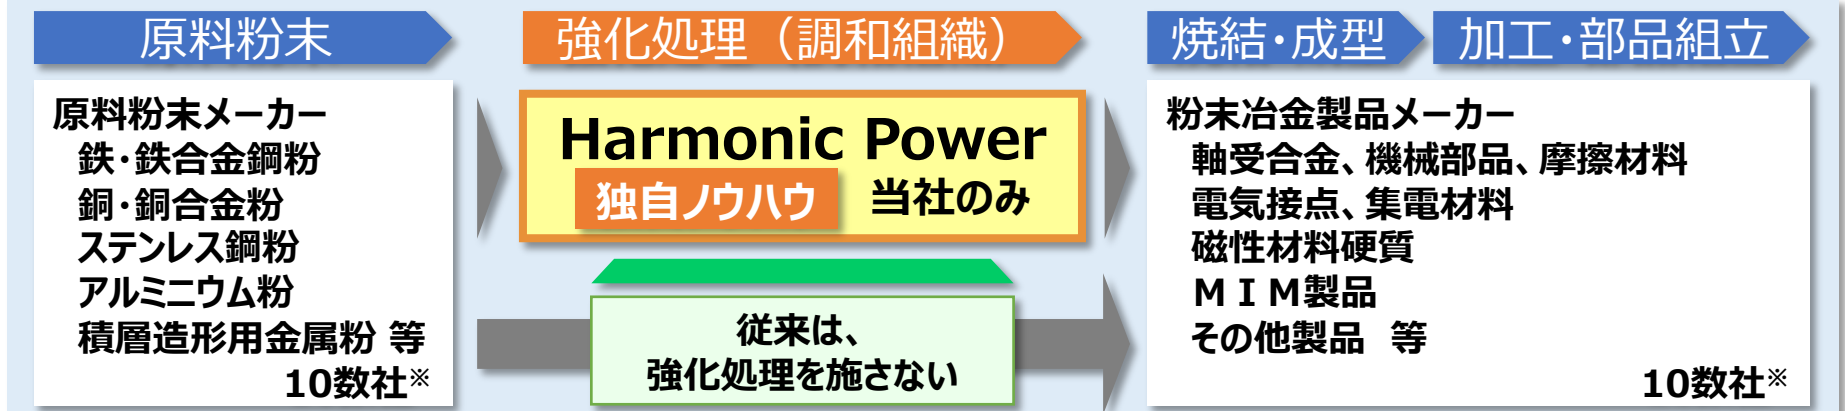 原料粉末
強化処理（調和組織）
焼結・成型
加工・部品組立
原料粉末メーカー
鉄・鉄合金鋼粉
銅・銅合金粉
ステンレス鋼粉
アルミニウム粉
積層造形用金属粉 等
10数社※
Harmonic Power
独自ノウハウ 当社のみ
従来は、
強化処理を施さない
粉末冶金製品メーカー
軸受合金、機械部品、摩擦材料
電気接点、集電材料
磁性材料硬質
ＭＩＭ製品
その他製品　等
10数社※